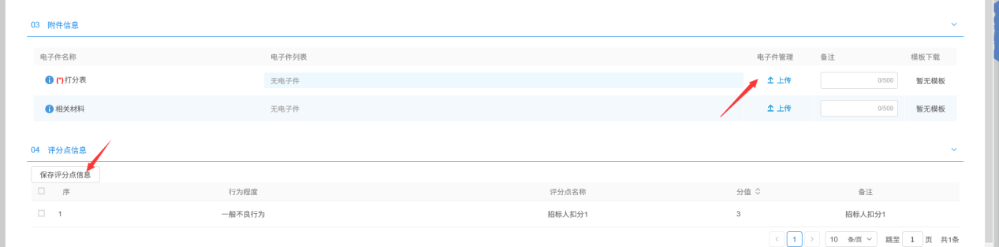 03 附件信息
电子件名称 电子件列表 电子件管理 备注 模板下载
(*)打分表 无电子件 上传 0/500 暂无模板
相关材料 无电子件 上传 0/500 暂无模板
04 评分点信息
保存评分点信息
序 行为程度 评分点名称 分值 备注
1 一般不良行为 招标人扣分1 3 招标人扣分1
1 10 条/页 跳至 1 页 共1条